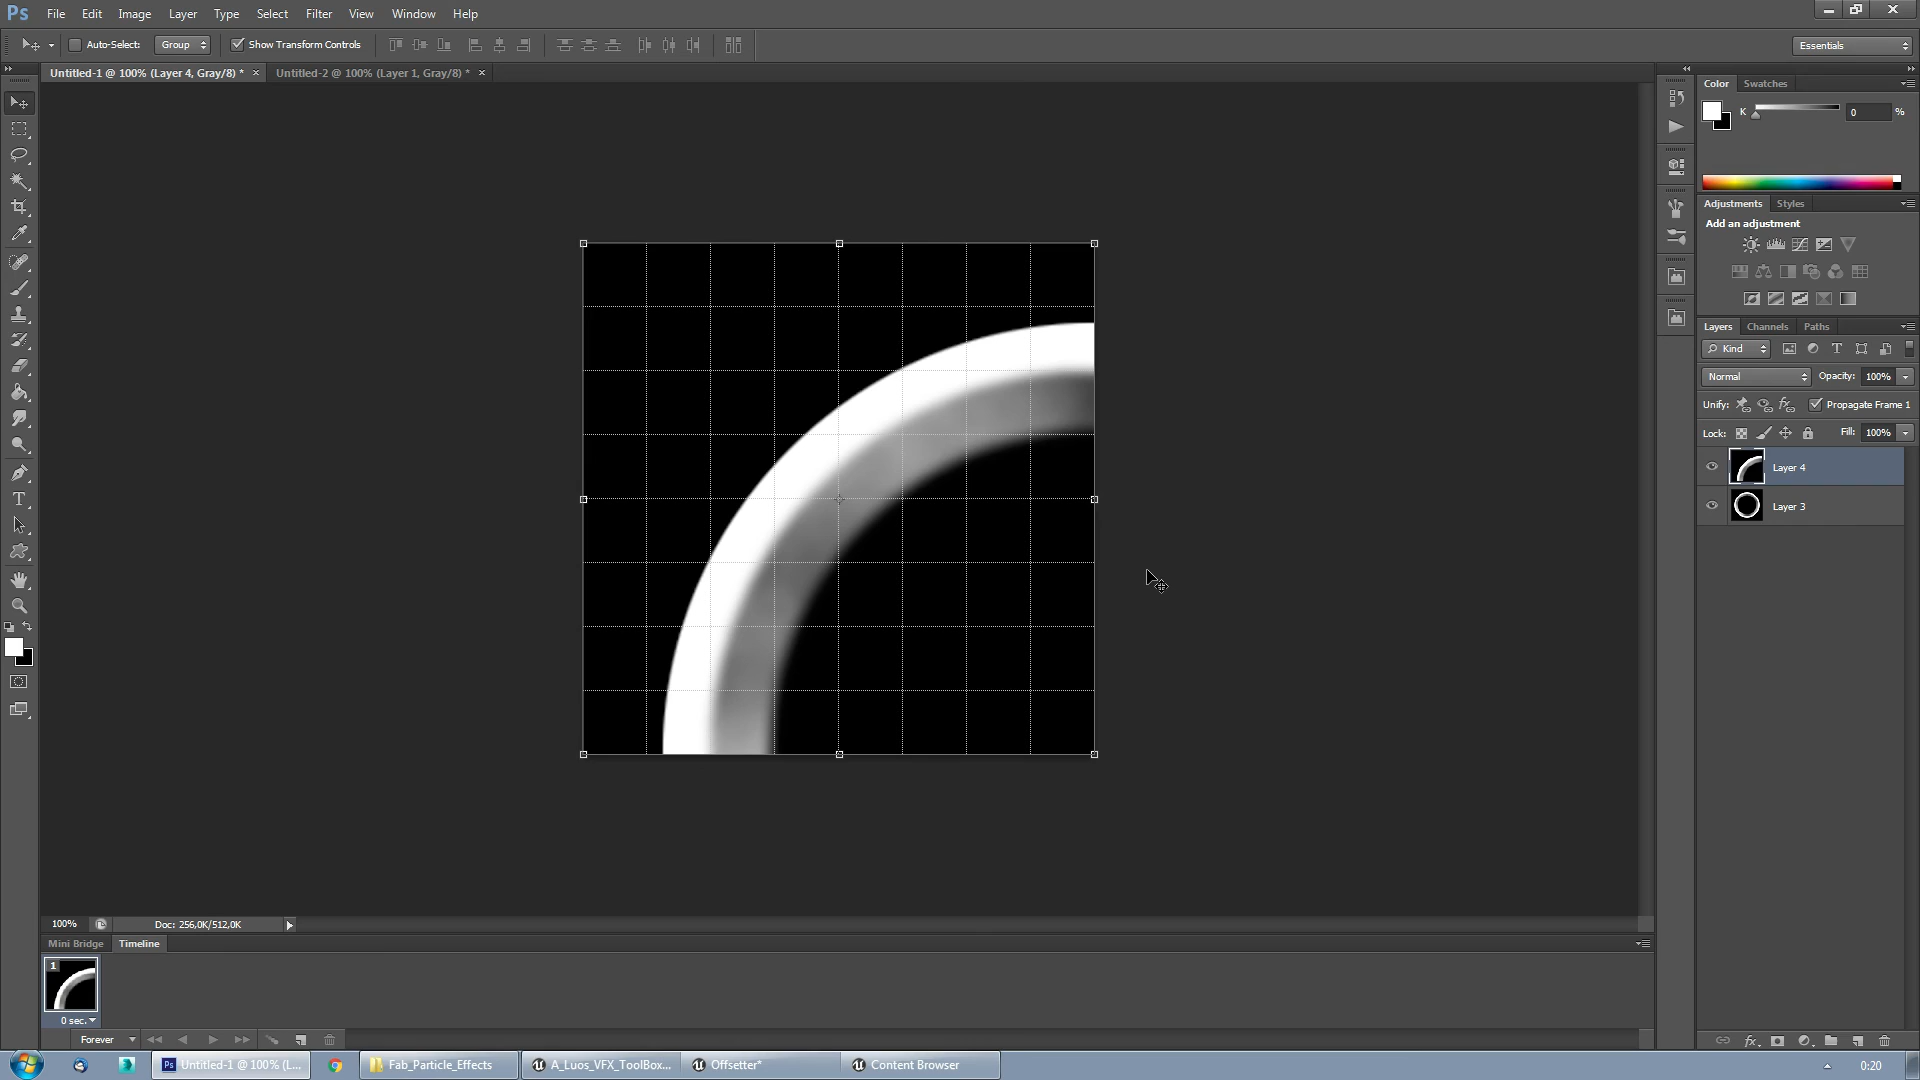 Ps File Edit Image Layer Type Select Filter View Window Help
Auto-Select: Group Show Transform Controls Essentials
Untitled-1 @ 100% (Layer 4, Gray/8) * × Untitled-2 @ 100% (Layer 1, Gray/8) * ×
Color Swatches
K 0 %
Adjustments Styles
Add an adjustment
Layers Channels Paths
Kind
Normal Opacity: 100%
Unify: Propagate Frame 1
Lock: Fill: 100%
Layer 4
Layer 3
100% Doc: 256,0K/512,0K
Mini Bridge Timeline
1
0 sec.
Forever
Ps Untitled-1 @ 100% (L... Fab_Particle_Effects A_Luos_VFX_ToolBox... Offsetter* Content Browser 0:20